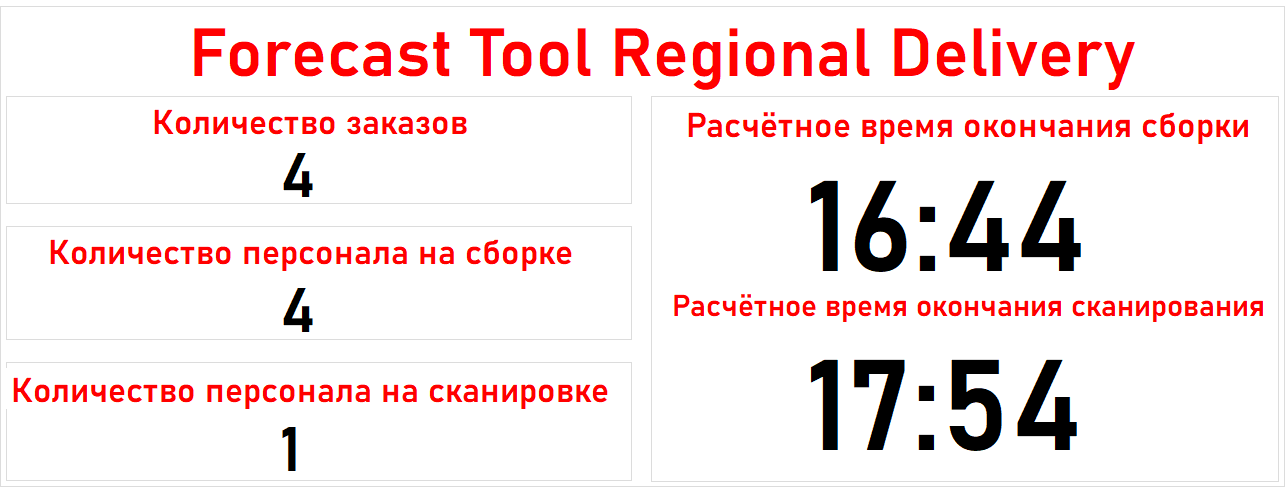 Forecast Tool Regional Delivery
Количество заказов
4
Количество персонала на сборке
4
Количество персонала на сканировке
1
Расчётное время окончания сборки
16:44
Расчётное время окончания сканирования
17:54